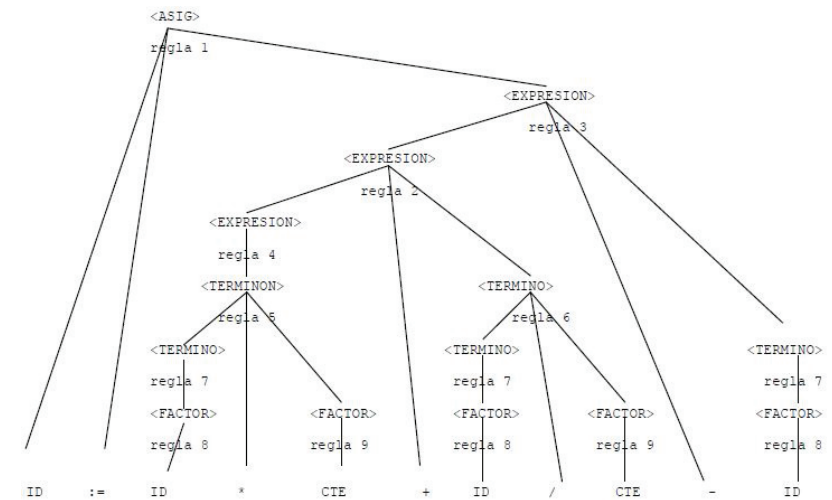 <ASIG>
regla 1
<EXPRESION>
regla 3
<EXPRESION>
regla 2
<EXPRESION>
regla 4
<TERMINON> <TERMINO>
regla 5 regla 6
<TERMINO> <TERMINO> <TERMINO>
regla 7 regla 7 regla 7
<FACTOR> <FACTOR> <FACTOR> <FACTOR> <FACTOR>
regla 8 regla 9 regla 8 regla 9 regla 8
ID := ID * CTE + ID / CTE - ID